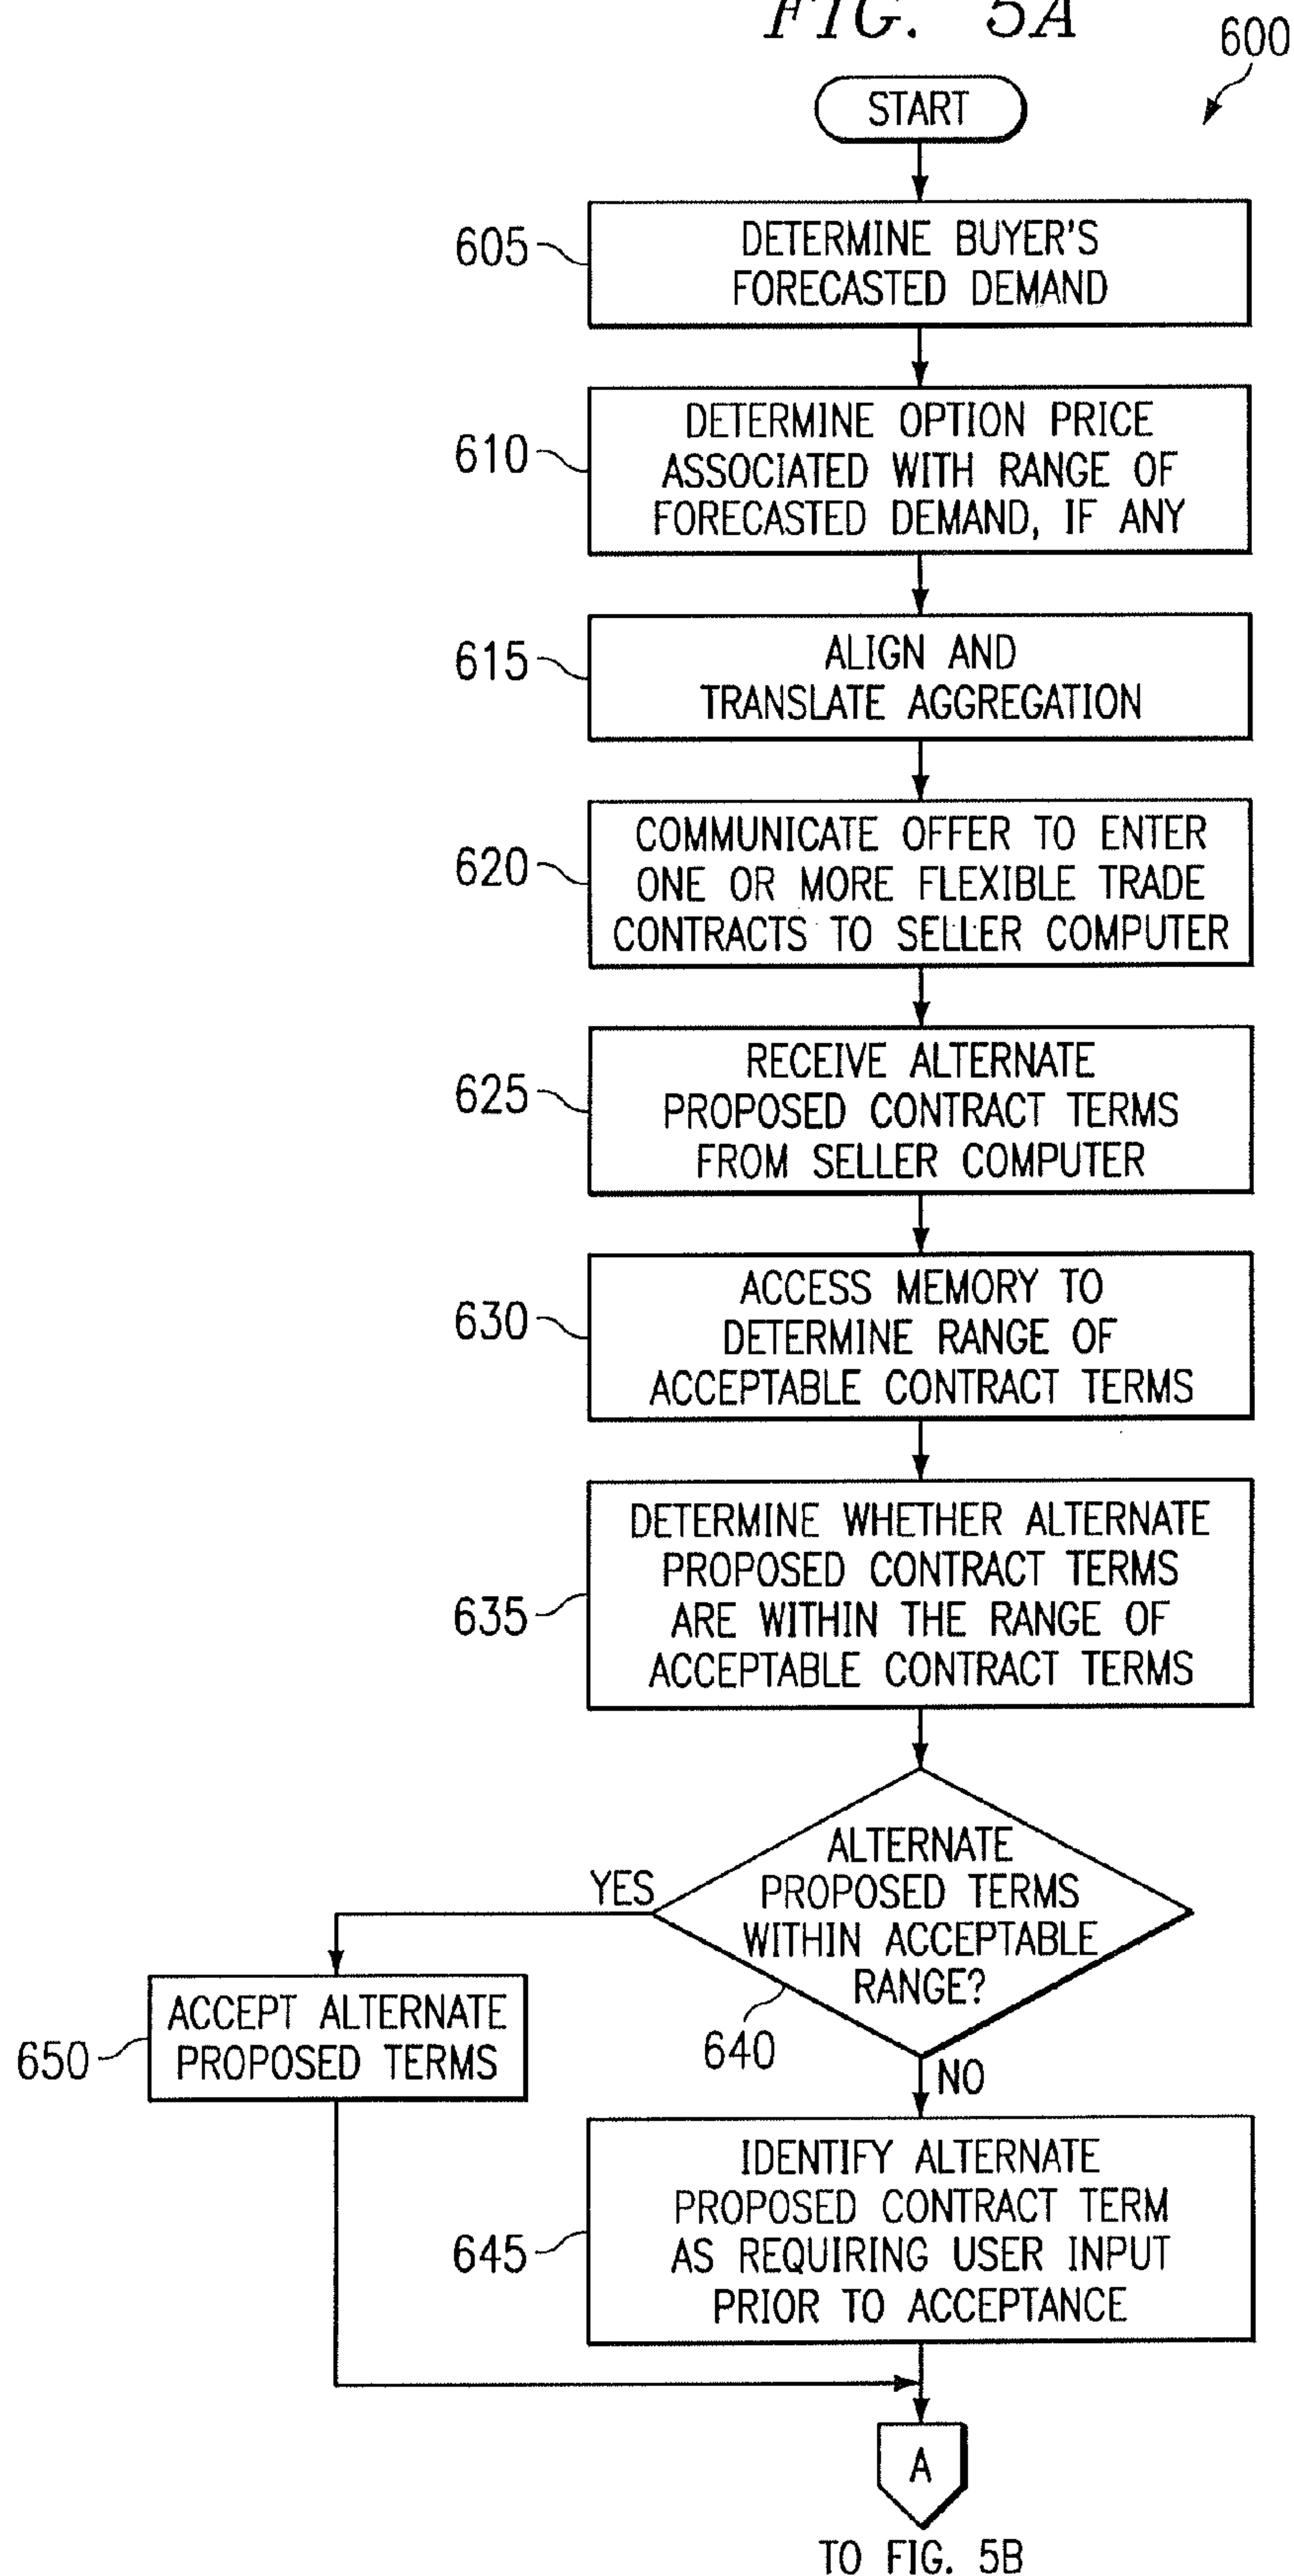 FIG. 5A
600
START
605
DETERMINE BUYER'S
FORECASTED DEMAND
610
DETERMINE OPTION PRICE
ASSOCIATED WITH RANGE OF
FORECASTED DEMAND, IF ANY
615
ALIGN AND
TRANSLATE AGGREGATION
620
COMMUNICATE OFFER TO ENTER
ONE OR MORE FLEXIBLE TRADE
CONTRACTS TO SELLER COMPUTER
625
RECEIVE ALTERNATE
PROPOSED CONTRACT TERMS
FROM SELLER COMPUTER
630
ACCESS MEMORY TO
DETERMINE RANGE OF
ACCEPTABLE CONTRACT TERMS
635
DETERMINE WHETHER ALTERNATE
PROPOSED CONTRACT TERMS
ARE WITHIN THE RANGE OF
ACCEPTABLE CONTRACT TERMS
ALTERNATE
PROPOSED TERMS
WITHIN ACCEPTABLE
RANGE?
640
YES
650
ACCEPT ALTERNATE
PROPOSED TERMS
NO
645
IDENTIFY ALTERNATE
PROPOSED CONTRACT TERM
AS REQUIRING USER INPUT
PRIOR TO ACCEPTANCE
A
TO FIG. 5B